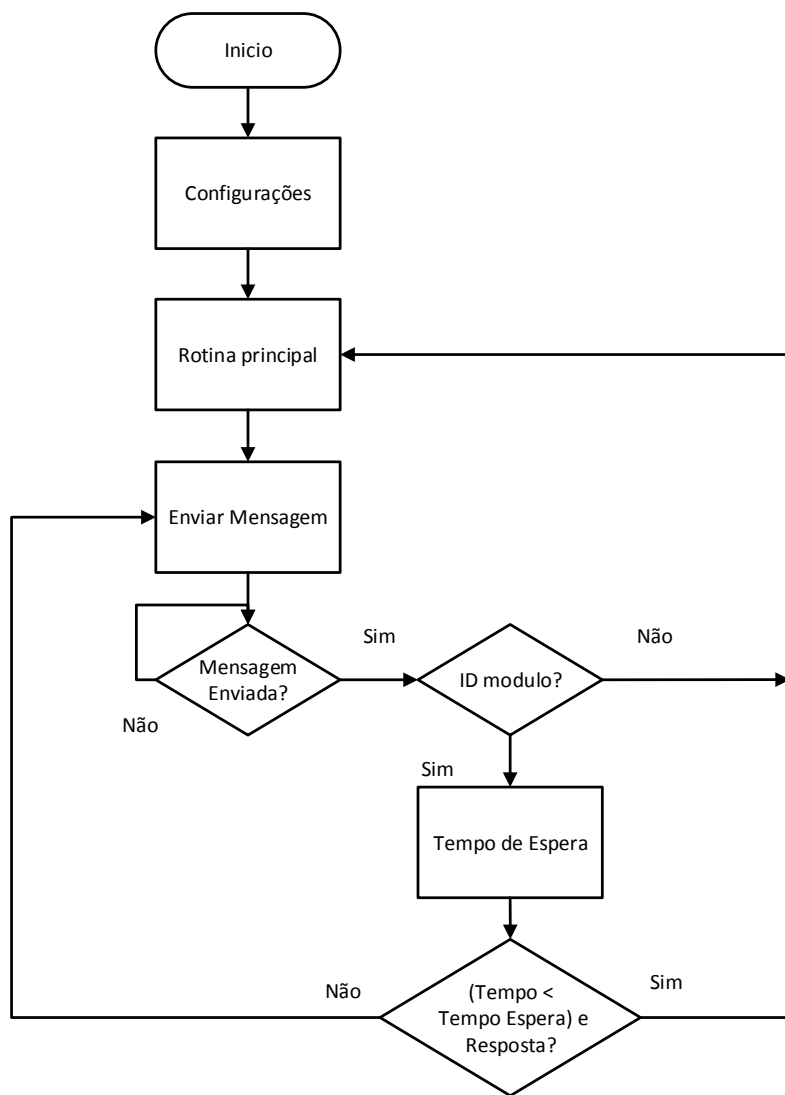 Inicio
Configurações
Rotina principal
Enviar Mensagem
Mensagem
Enviada?
Sim
Não
ID modulo?
Não
Sim
Tempo de Espera
(Tempo <
Tempo Espera) e
Resposta?
Não
Sim